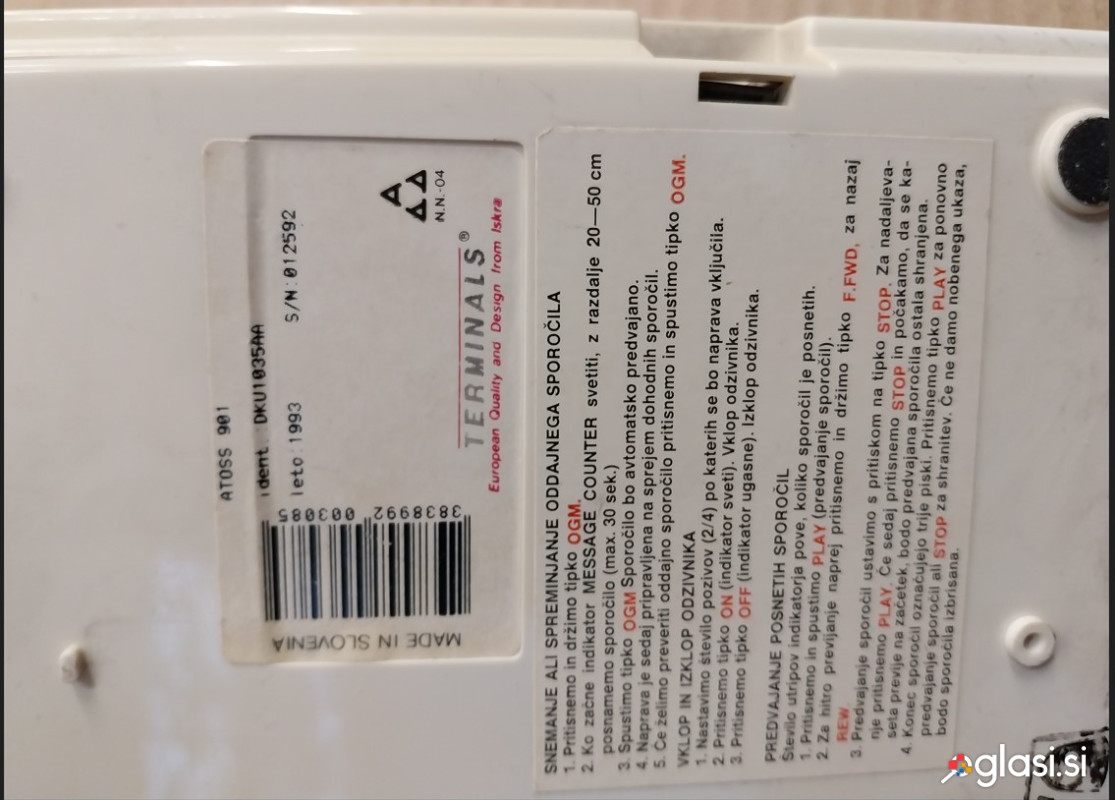 ATOSS 901
ident: DKU1035AA
leto: 1993 S/N: 012592
3838992 003085
MADE IN SLOVENIA
N.N.-04
TERMINALS®
European Quality and Design from Iskra
SNEMANJE ALI SPREMINJANJE ODDAJNEGA SPOROČILA
1. Pritisnemo in držimo tipko OGM.
2. Ko začne indikator MESSAGE COUNTER svetiti, z razdalje 20—50 cm
posnamemo sporočilo (max. 30 sek.)
3. Spustimo tipko OGM Sporočilo bo avtomatsko predvajano.
4. Naprava je sedaj pripravljena na sprejem dohodnih sporočil.
5. Če želimo preveriti oddajno sporočilo pritisnemo in spustimo tipko OGM.
VKLOP IN IZKLOP ODZIVNIKA
1. Nastavimo število pozivov (2/4) po katerih se bo naprava vključila.
2. Pritisnemo tipko ON (indikator sveti). Vklop odzivnika.
3. Pritisnemo tipko OFF (indikator ugasne). Izklop odzivnika.
PREDVAJANJE POSNETIH SPOROČIL
Število utripov indikatorja pove, koliko sporočil je posnetih.
1. Pritisnemo in spustimo PLAY (predvajanje sporočil).
2. Za hitro previjanje naprej pritisnemo in držimo tipko F.FWD, za nazaj
REW.
3. Predvajanje sporočil ustavimo s pritiskom na tipko STOP. Za nadaljeva-
nje pritisnemo PLAY. Če sedaj pritisnemo STOP in počakamo, da se ka-
seta previje na začetek, bodo predvajana sporočila ostala shranjena.
4. Konec sporočil označujejo trije piski. Pritisnemo tipko PLAY za ponovno
predvajanje sporočil ali STOP za shranitev. Če ne damo nobenega ukaza,
bodo sporočila izbrisana.
oglasi.si